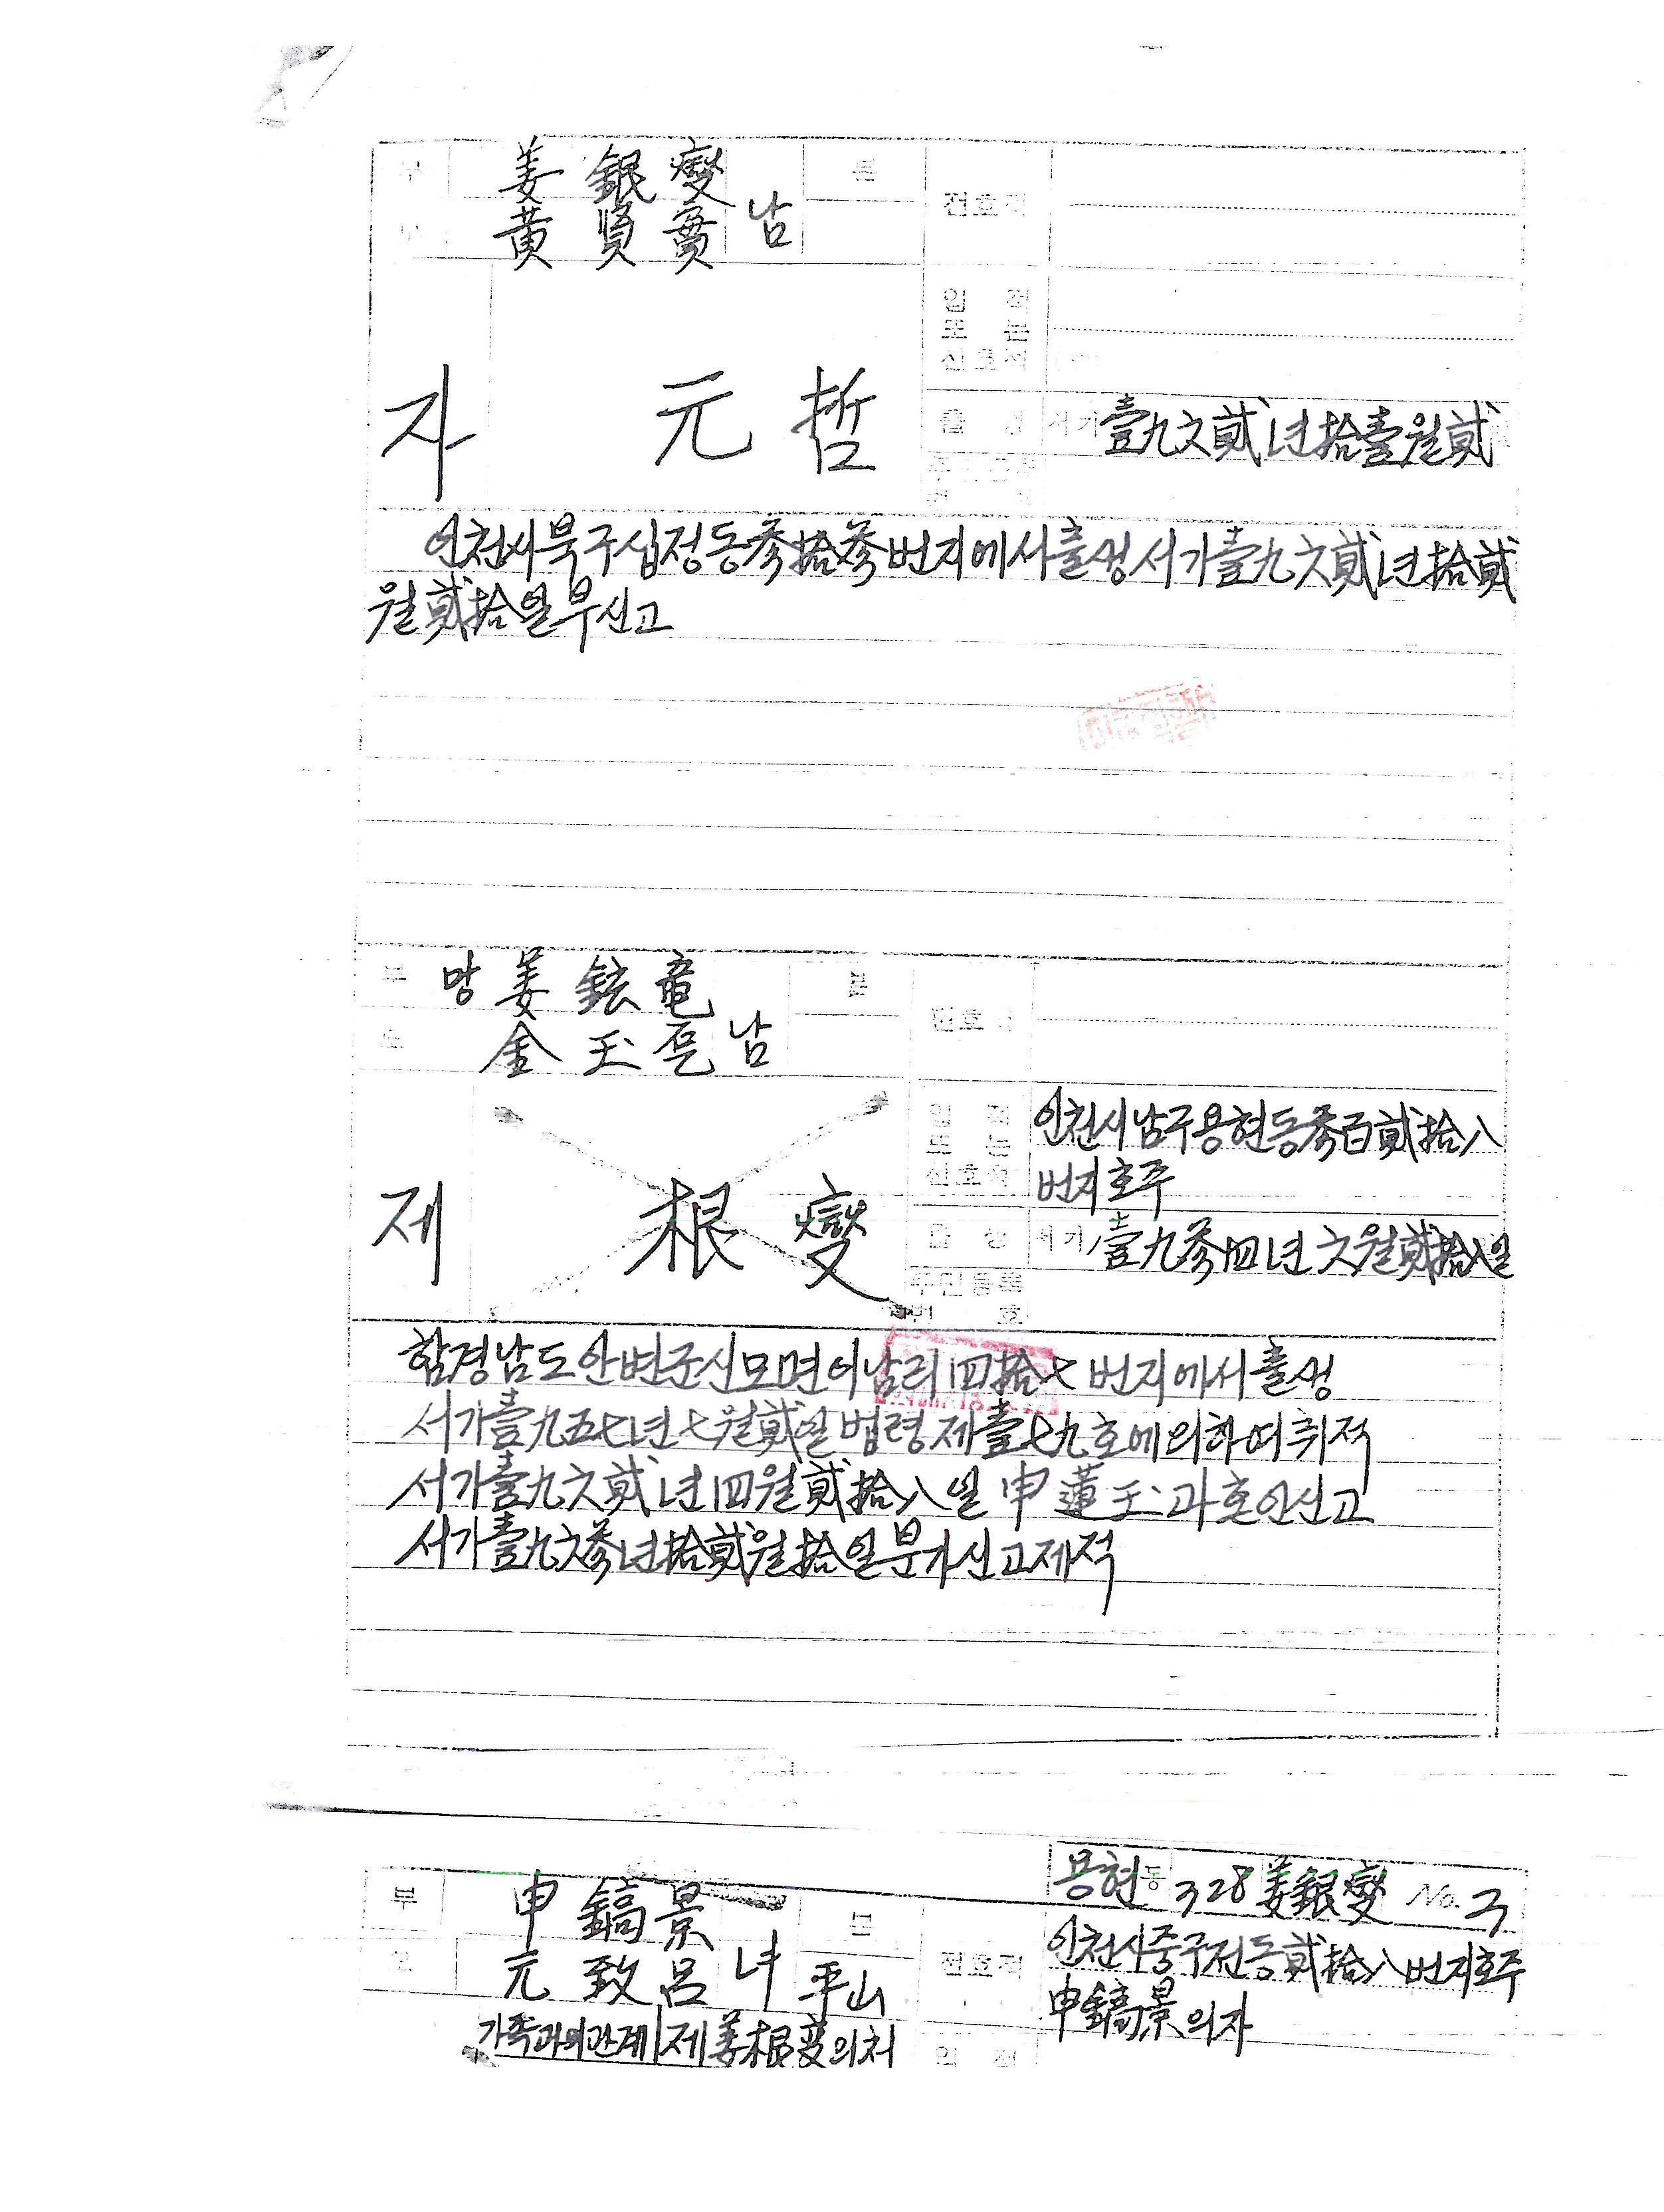 부 姜銀燮 본
모 黃賢實 남
전호적
입적
또는
신호적
자 元哲
출생 서기 壹九六貳년拾壹월貳
인천시북구십정동參拾參번지에서출생서기壹九六貳년拾貳
월貳拾일부신고
부 망 姜鉉竜 본
모 金玉 남
전호적
입적
또는
신호적
인천시남구용현동參百貳拾八
번지호주
제 根燮
출생 서기 壹九參四년六월貳拾八일
주민등록
번호
함경남도안변군신모면어남리四拾七번지에서출생
서기壹九五七년七월貳일법령제壹七九호에의하여취적
서기壹九六貳년四월貳拾八일申蓮玉과혼인신고
서기壹九六參년拾貳월拾일분가신고제적
용현동 328 姜銀燮 No. 3
부 申鎬景 본
모 元致呂 녀 平山
전호적
인천시중구전동貳拾八번지호주
申鎬景의자
가족과의관계 제姜根燮의처
입적